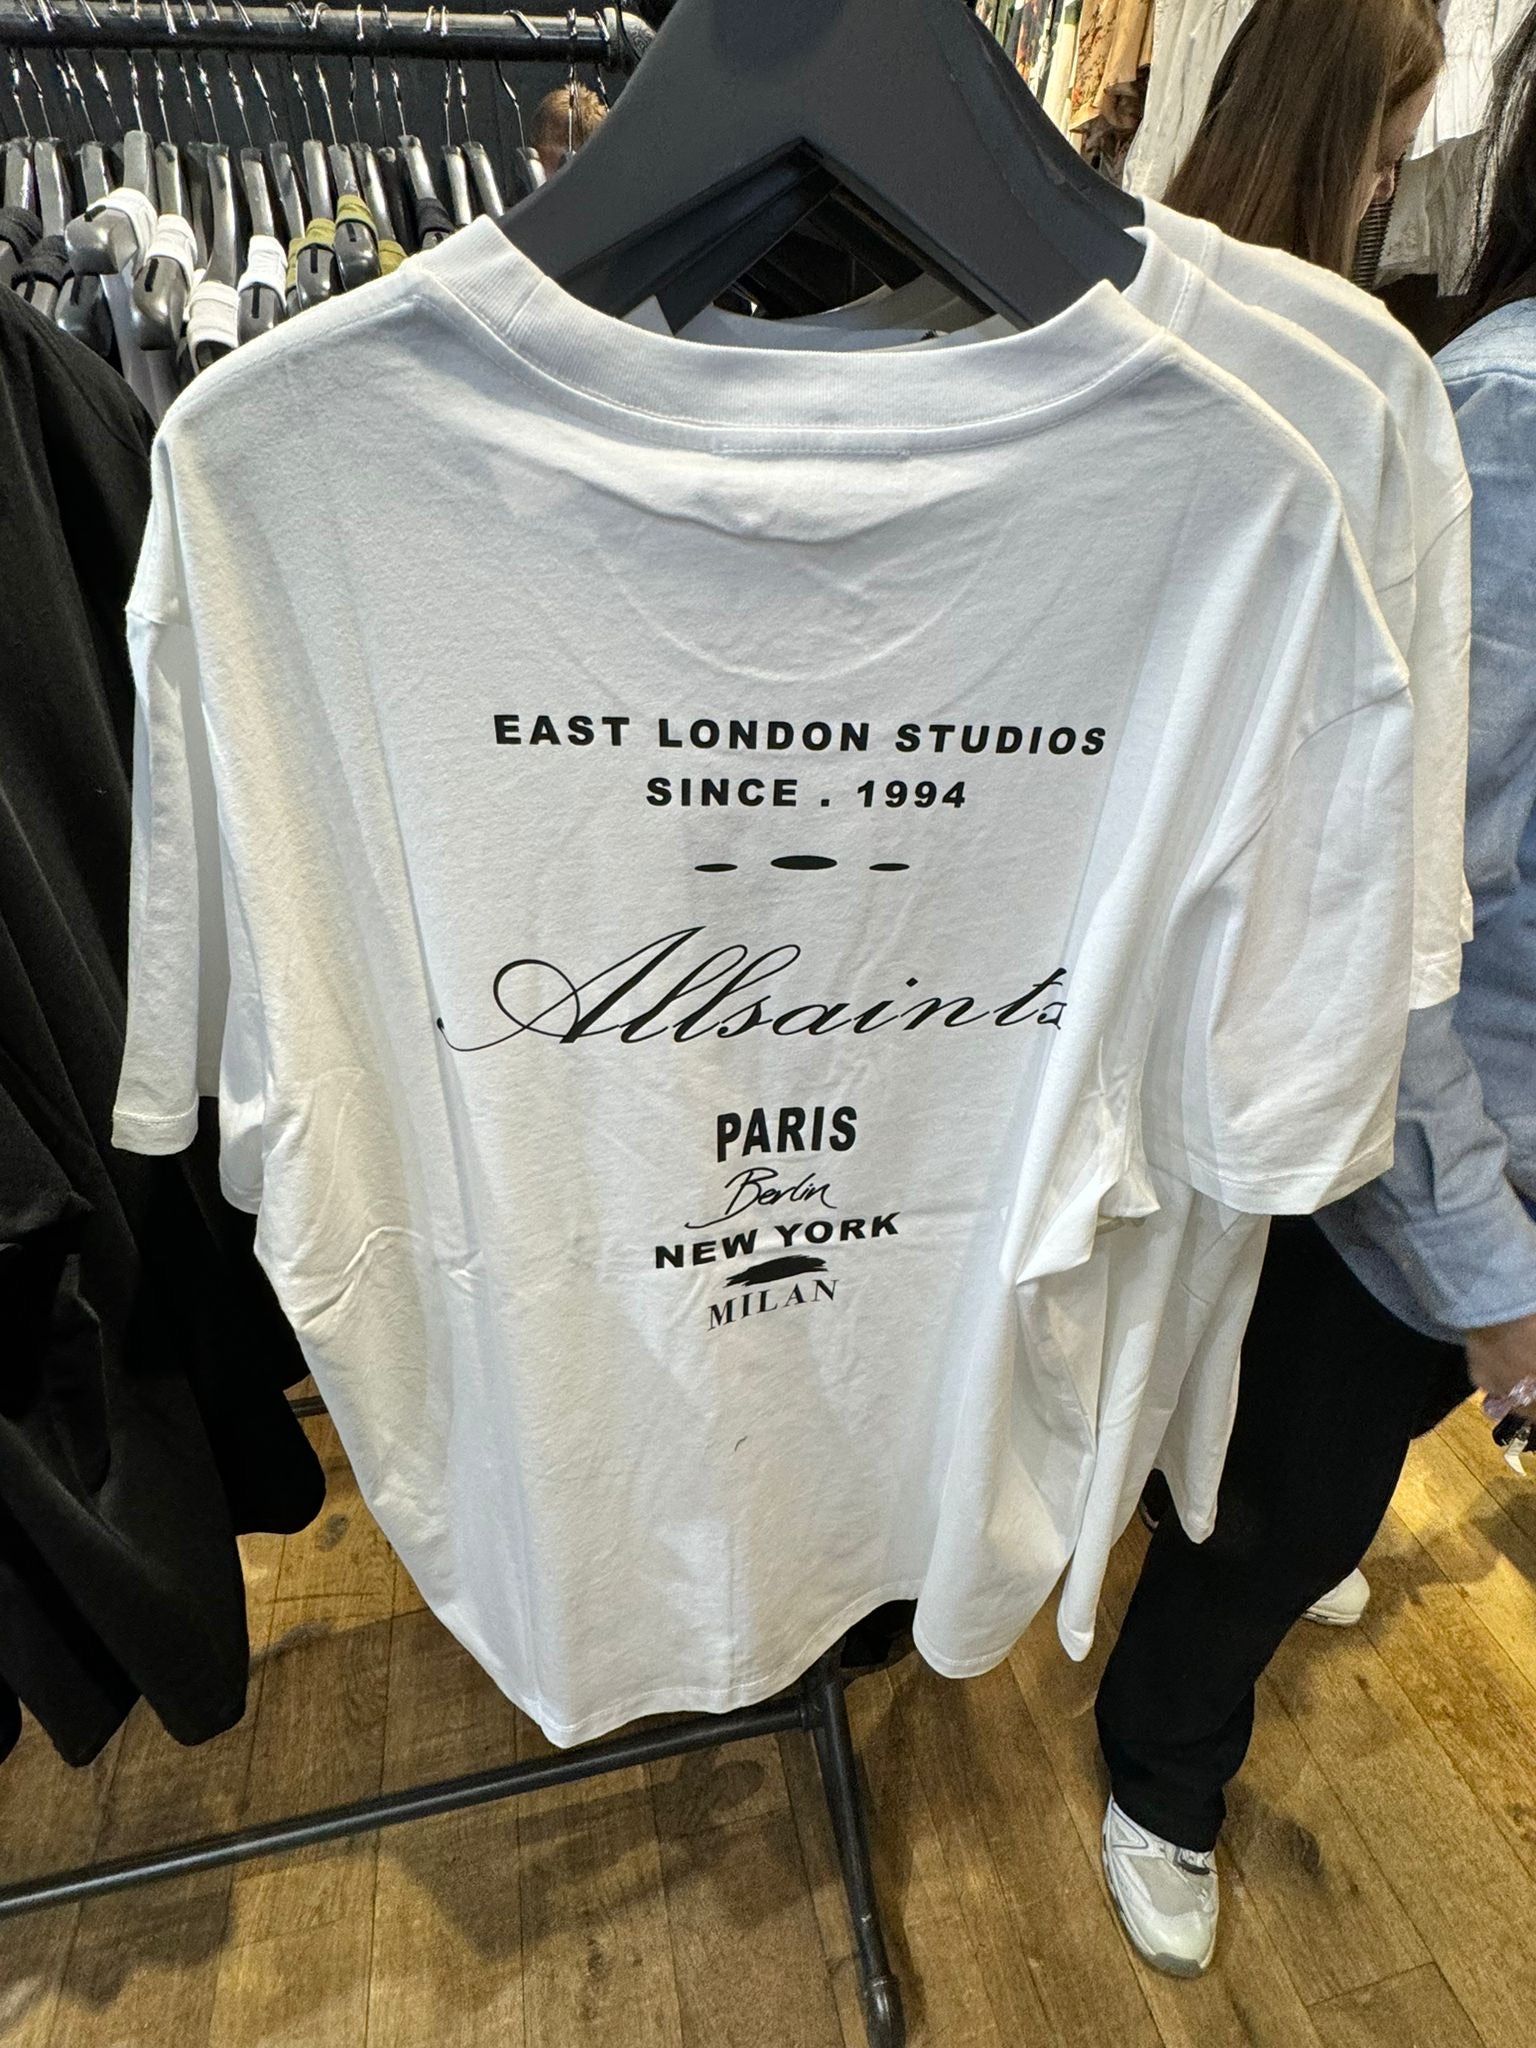 EAST LONDON STUDIOS
SINCE . 1994
Allsaints
PARIS
Berlin
NEW YORK
MILAN